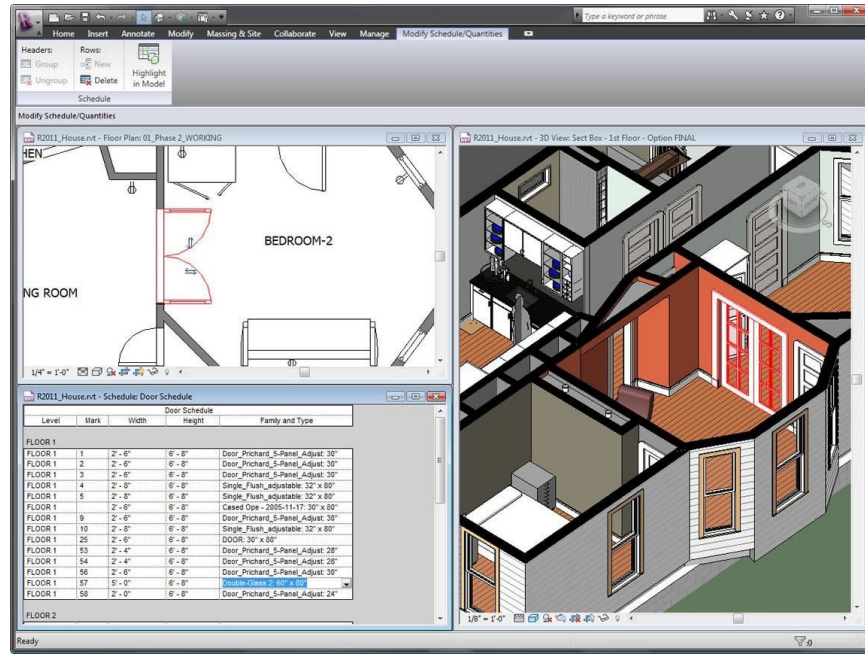 Type a keyword or phrase
Home Insert Annotate Modify Massing & Site Collaborate View Manage Modify Schedule/Quantities
Headers: Rows:
Group New
Ungroup Delete
Highlight in Model
Schedule
Modify Schedule/Quantities
R2011_House.rvt - Floor Plan: 01_Phase 2_WORKING
HEN
BEDROOM-2
NG ROOM
1/4" = 1'-0"
R2011_House.rvt - Schedule: Door Schedule
Door Schedule
Level Mark Width Height Family and Type
FLOOR 1
FLOOR 1 1 2' - 6" 6' - 8" Door_Prichard_5-Panel_Adjust: 30"
FLOOR 1 2 2' - 6" 6' - 8" Door_Prichard_5-Panel_Adjust: 30"
FLOOR 1 3 2' - 6" 6' - 8" Door_Prichard_5-Panel_Adjust: 30"
FLOOR 1 4 2' - 8" 6' - 8" Single_Flush_adjustable: 32" x 80"
FLOOR 1 5 2' - 8" 6' - 8" Single_Flush_adjustable: 32" x 80"
FLOOR 1 2' - 6" 6' - 8" Cased Ope - 2005-11-17: 30" x 80"
FLOOR 1 9 2' - 6" 6' - 8" Door_Prichard_5-Panel_Adjust: 30"
FLOOR 1 10 2' - 8" 6' - 8" Single_Flush_adjustable: 32" x 80"
FLOOR 1 25 2' - 6" 6' - 8" DOOR: 30" x 80"
FLOOR 1 53 2' - 4" 6' - 8" Door_Prichard_5-Panel_Adjust: 28"
FLOOR 1 54 2' - 4" 6' - 8" Door_Prichard_5-Panel_Adjust: 28"
FLOOR 1 56 2' - 6" 6' - 8" Door_Prichard_5-Panel_Adjust: 30"
FLOOR 1 57 5' - 0" 6' - 8" Double-Glass 2: 60" x 80"
FLOOR 1 58 2' - 0" 6' - 8" Door_Prichard_5-Panel_Adjust: 24"
FLOOR 2
R2011_House.rvt - 3D View: Sect Box - 1st Floor - Option FINAL
1/8" = 1'-0"
Ready
:0